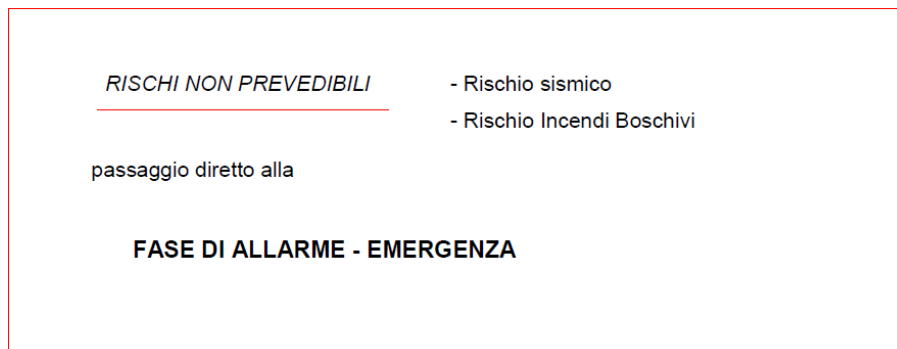 RISCHI NON PREVEDIBILI - Rischio sismico
- Rischio Incendi Boschivi
passaggio diretto alla
FASE DI ALLARME - EMERGENZA